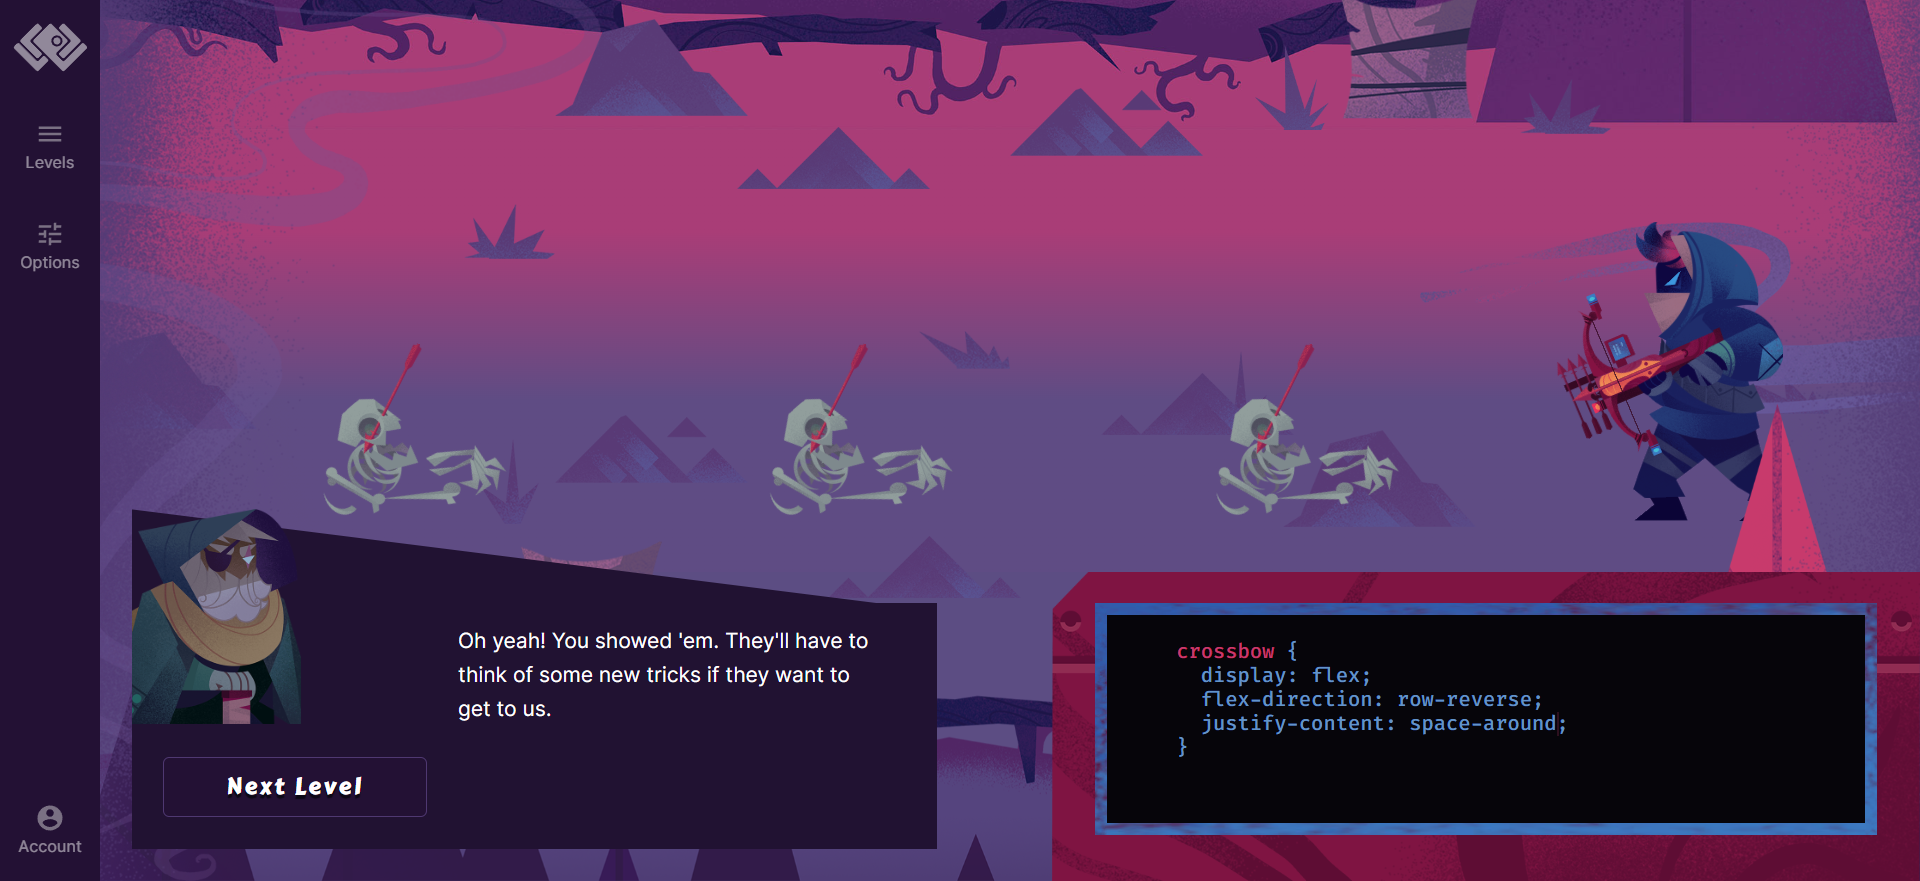 Levels
Options
Oh yeah! You showed 'em. They'll have to
think of some new tricks if they want to
get to us.
Next Level
crossbow {
display: flex;
flex-direction: row-reverse;
justify-content: space-around;
}
Account